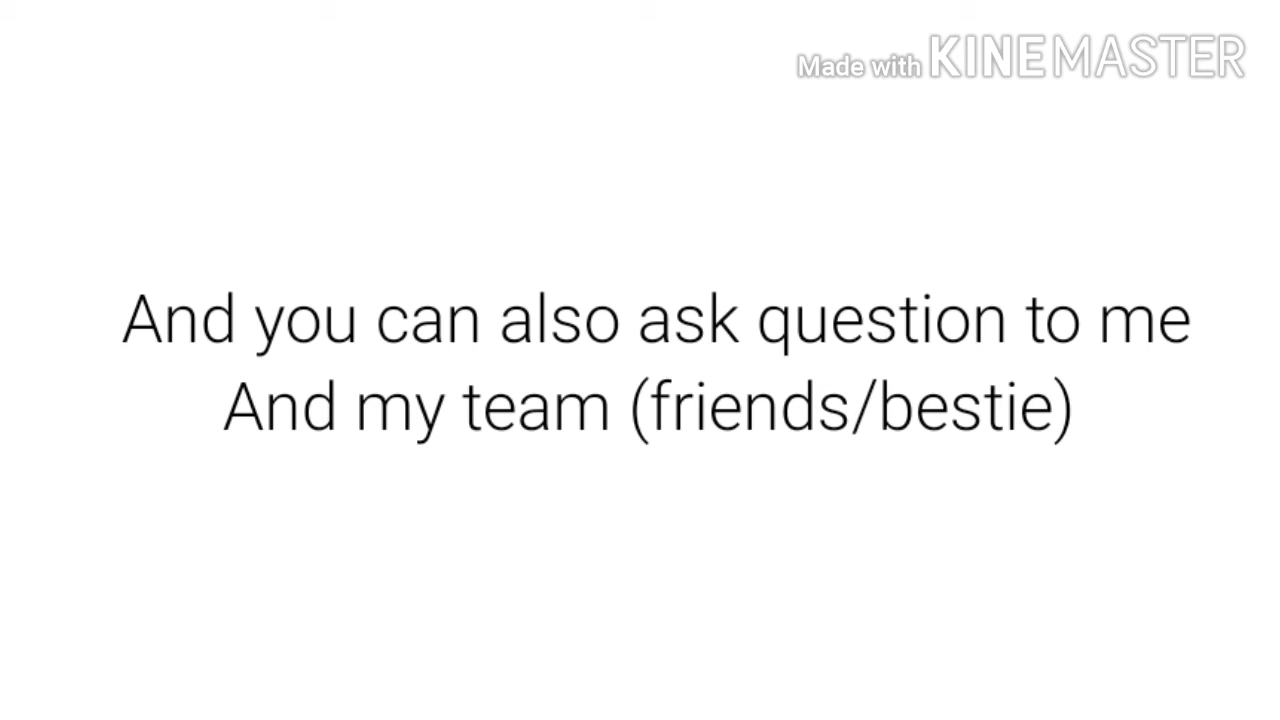 Made with KINEMASTER
And you can also ask question to me
And my team (friends/bestie)